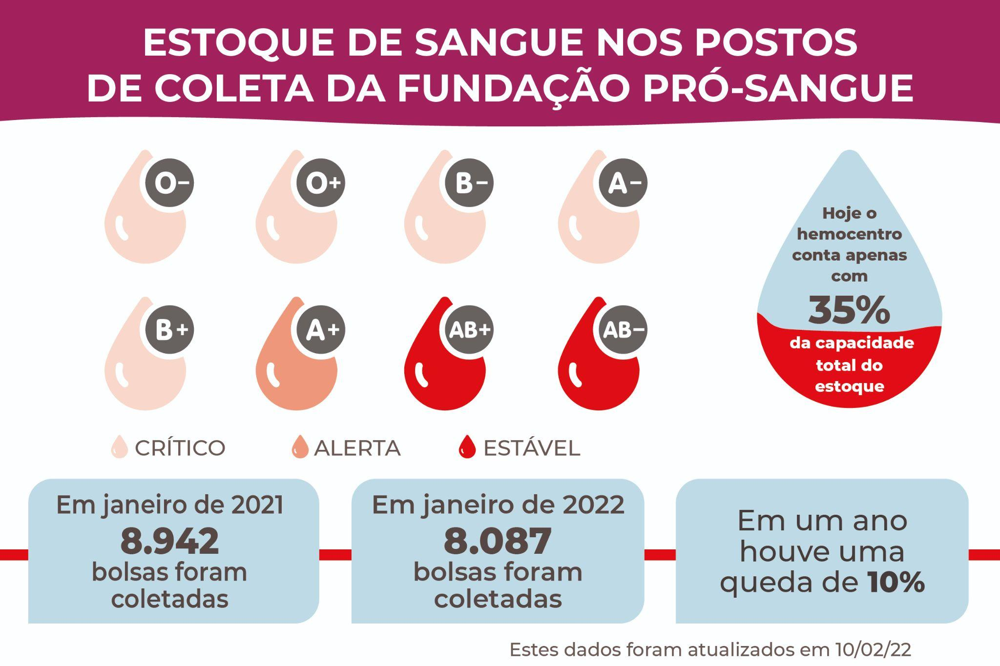 ESTOQUE DE SANGUE NOS POSTOS
DE COLETA DA FUNDAÇÃO PRÓ-SANGUE
O-
O+
B-
A-
B+
A+
AB+
AB-
CRÍTICO
ALERTA
ESTÁVEL
Hoje o
hemocentro
conta apenas
com
35%
da capacidade
total do
estoque
Em janeiro de 2021
8.942
bolsas foram
coletadas
Em janeiro de 2022
8.087
bolsas foram
coletadas
Em um ano
houve uma
queda de 10%
Estes dados foram atualizados em 10/02/22